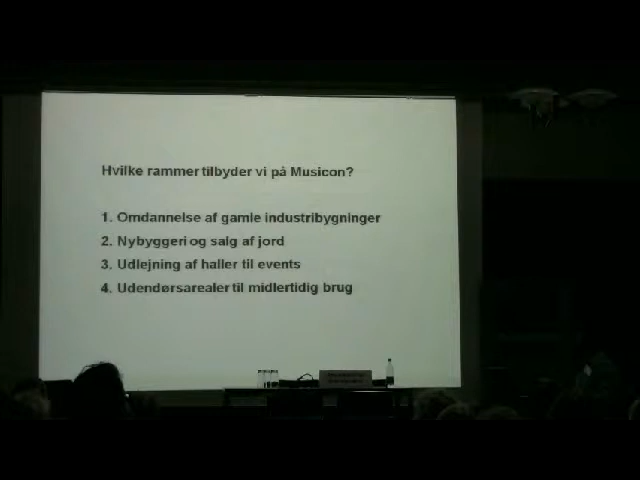 Hvilke rammer tilbyder vi på Musicon?
1. Omdannelse af gamle industribygninger
2. Nybyggeri og salg af jord
3. Udlejning af haller til events
4. Udendørsarealer til midlertidig brug